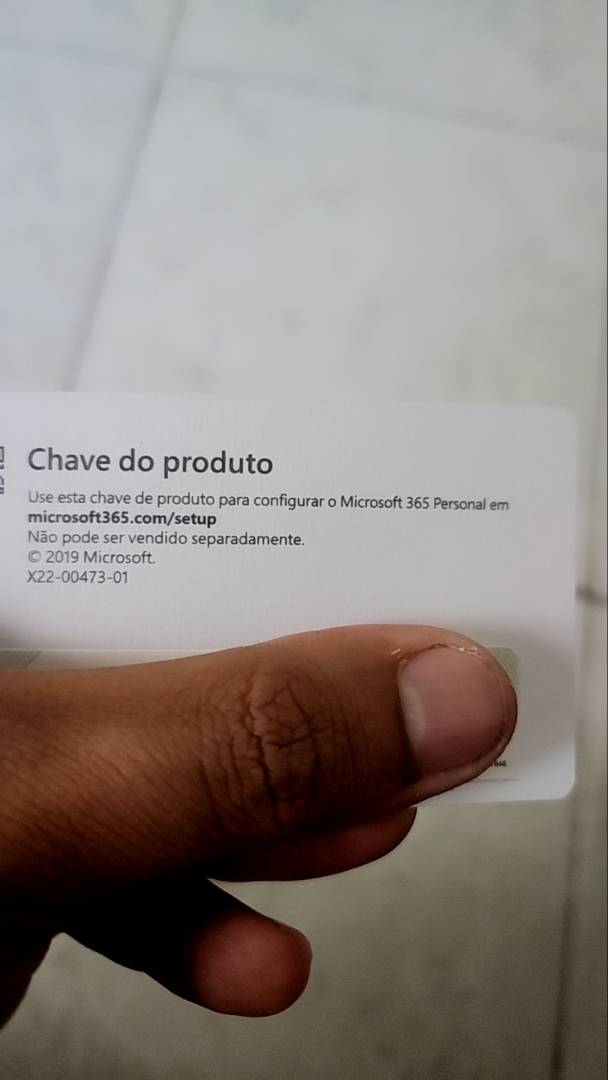 Chave do produto
Use esta chave de produto para configurar o Microsoft 365 Personal em
microsoft365.com/setup
Não pode ser vendido separadamente.
© 2019 Microsoft.
X22-00473-01